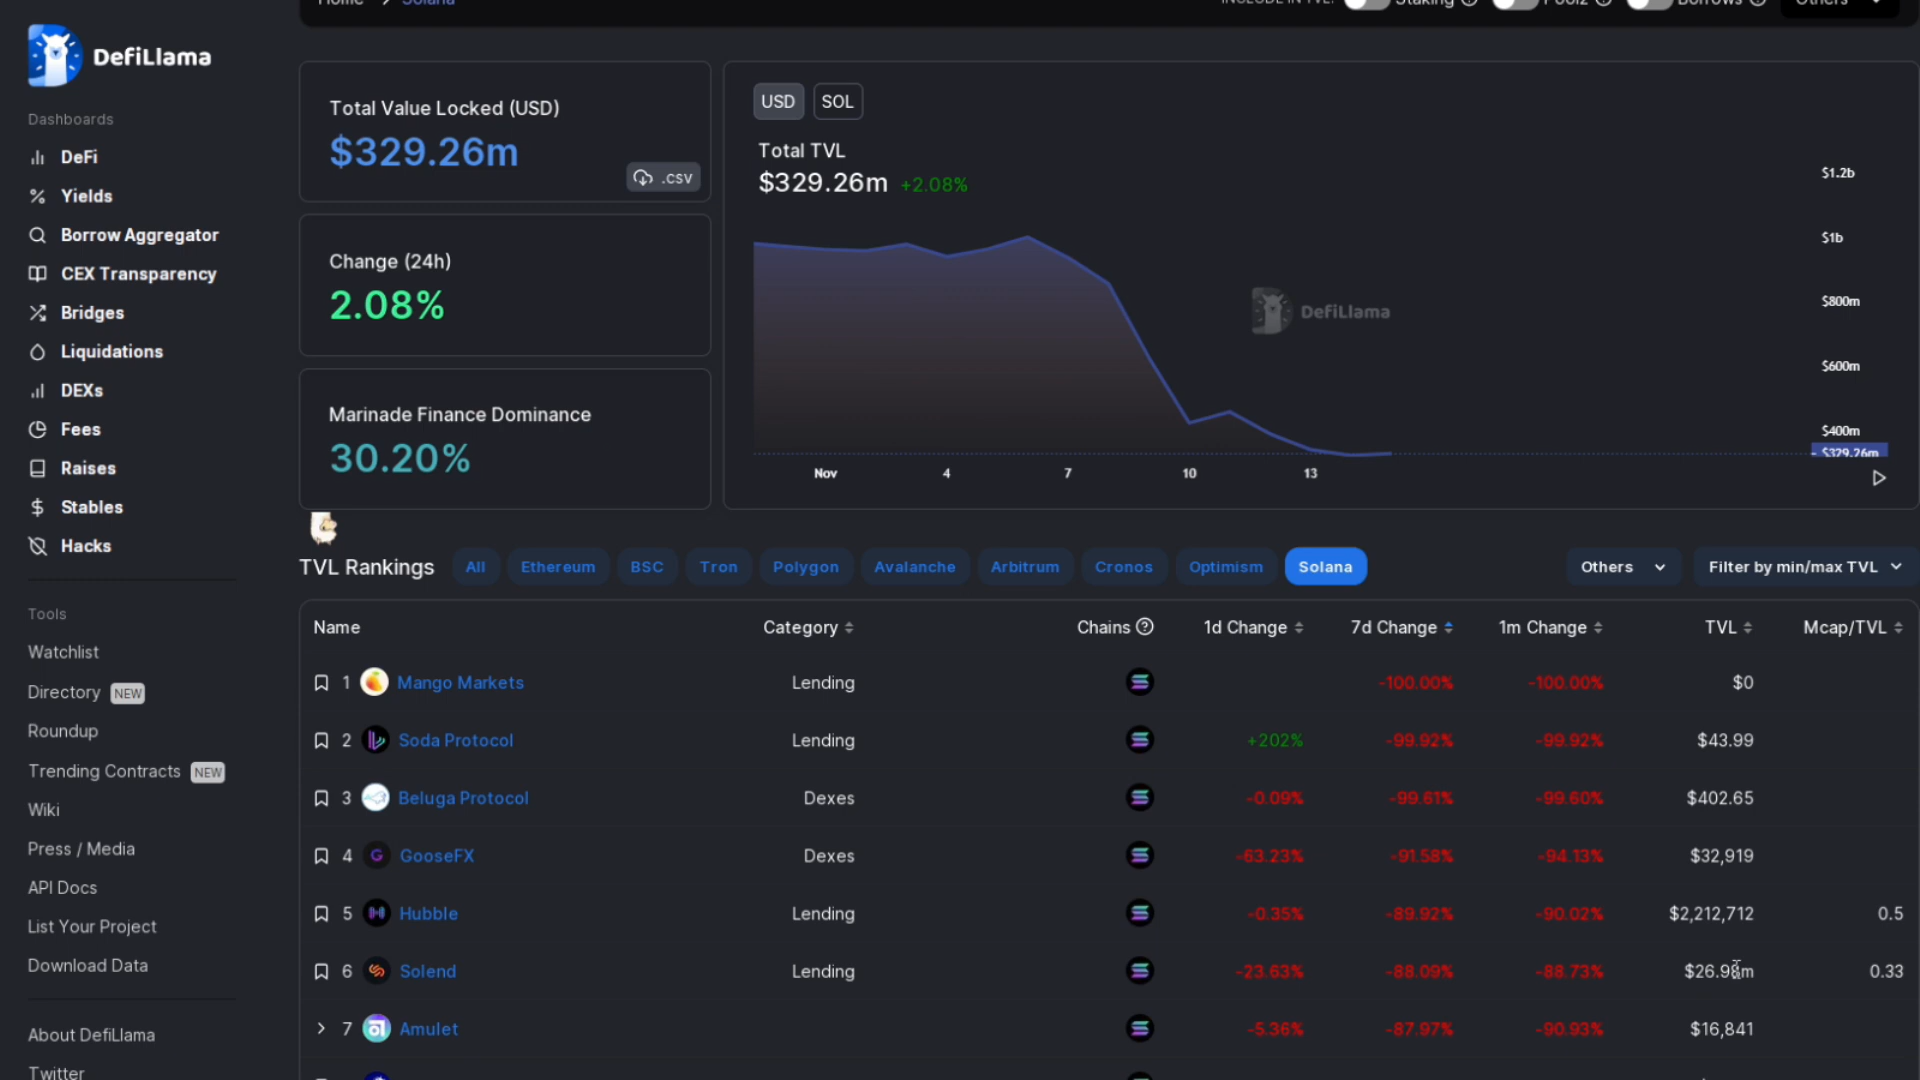 Home > Solana
INCLUDE IN TVL: Staking Pool2 Borrows Others
DefiLlama
Dashboards
DeFi
Yields
Borrow Aggregator
CEX Transparency
Bridges
Liquidations
DEXs
Fees
Raises
Stables
Hacks
Tools
Watchlist
Directory NEW
Roundup
Trending Contracts NEW
Wiki
Press / Media
API Docs
List Your Project
Download Data
About DefiLlama
Twitter
Total Value Locked (USD)
$329.26m
.csv
Change (24h)
2.08%
Marinade Finance Dominance
30.20%
USD SOL
Total TVL
$329.26m +2.08%
$1.2b
$1b
$800m
$600m
$400m
$329.26m
DefiLlama
Nov 4 7 10 13
TVL Rankings All Ethereum BSC Tron Polygon Avalanche Arbitrum Cronos Optimism Solana Others Filter by min/max TVL
Name Category Chains 1d Change 7d Change 1m Change TVL Mcap/TVL
1 Mango Markets Lending -100.00% -100.00% $0
2 Soda Protocol Lending +202% -99.92% -99.92% $43.99
3 Beluga Protocol Dexes -0.09% -99.61% -99.60% $402.65
4 GooseFX Dexes -63.23% -91.58% -94.13% $32,919
5 Hubble Lending -0.35% -89.92% -90.02% $2,212,712 0.5
6 Solend Lending -23.63% -88.09% -88.73% $26.98m 0.33
7 Amulet -5.36% -87.97% -90.93% $16,841